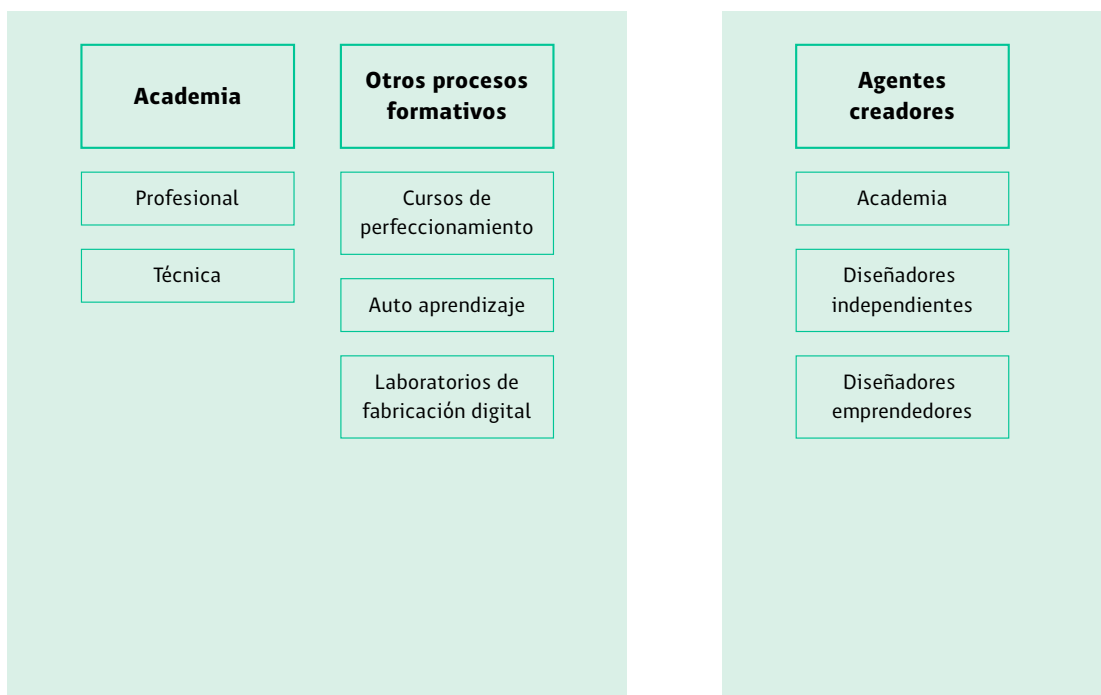 Academia
Profesional
Técnica
Otros procesos
formativos
Cursos de
perfeccionamiento
Auto aprendizaje
Laboratorios de
fabricación digital
Agentes
creadores
Academia
Diseñadores
independientes
Diseñadores
emprendedores